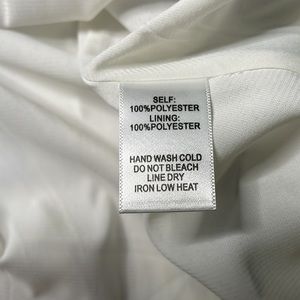 SELF:
100%POLYESTER
LINING:
100%POLYESTER
HAND WASH COLD
DO NOT BLEACH
LINE DRY
IRON LOW HEAT